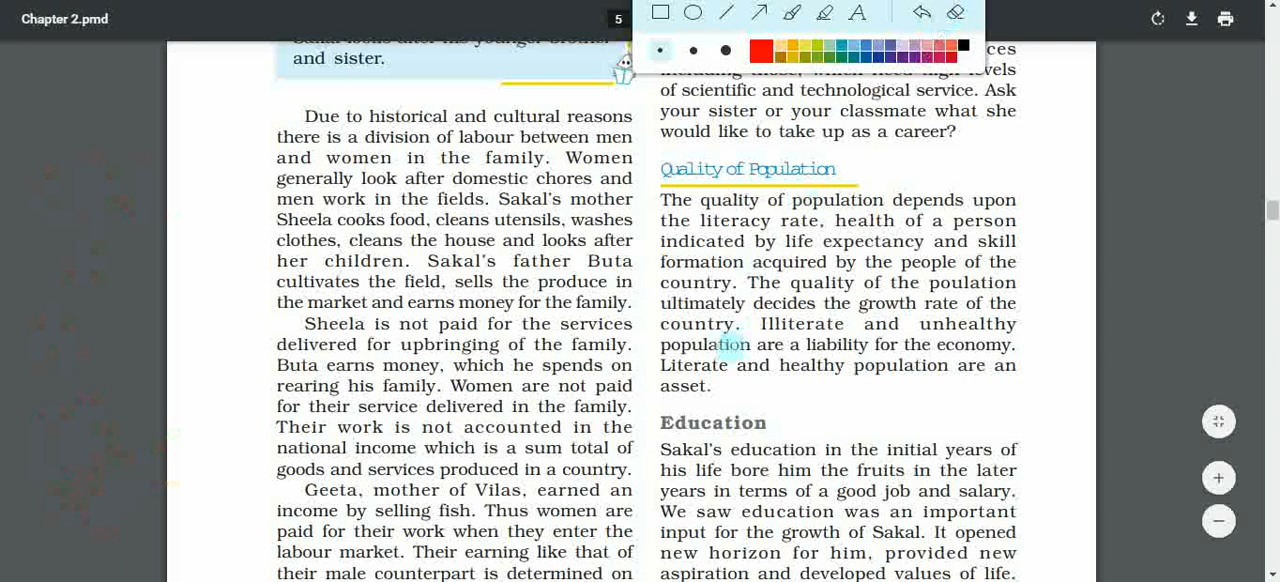 Chapter 2.pmd
5
and sister.
Due to historical and cultural reasons
there is a division of labour between men
and women in the family. Women
generally look after domestic chores and
men work in the fields. Sakal's mother
Sheela cooks food, cleans utensils, washes
clothes, cleans the house and looks after
her children. Sakal's father Buta
cultivates the field, sells the produce in
the market and earns money for the family.
Sheela is not paid for the services
delivered for upbringing of the family.
Buta earns money, which he spends on
rearing his family. Women are not paid
for their service delivered in the family.
Their work is not accounted in the
national income which is a sum total of
goods and services produced in a country.
Geeta, mother of Vilas, earned an
income by selling fish. Thus women are
paid for their work when they enter the
labour market. Their earning like that of
their male counterpart is determined on
of scientific and technological service. Ask
your sister or your classmate what she
would like to take up as a career?
Quality of Population
The quality of population depends upon
the literacy rate, health of a person
indicated by life expectancy and skill
formation acquired by the people of the
country. The quality of the poulation
ultimately decides the growth rate of the
country. Illiterate and unhealthy
population are a liability for the economy.
Literate and healthy population are an
asset.
Education
Sakal's education in the initial years of
his life bore him the fruits in the later
years in terms of a good job and salary.
We saw education was an important
input for the growth of Sakal. It opened
new horizon for him, provided new
aspiration and developed values of life.